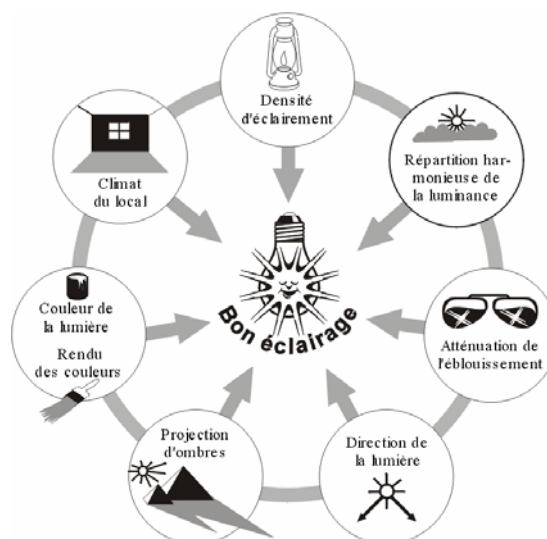 Densité
d'éclairement
Répartition har-
monieuse de
la luminance
Atténuation de
l'éblouissement
Direction de
la lumière
Projection
d'ombres
Couleur de
la lumière
Rendu
des couleurs
Climat
du local
Bon éclairage